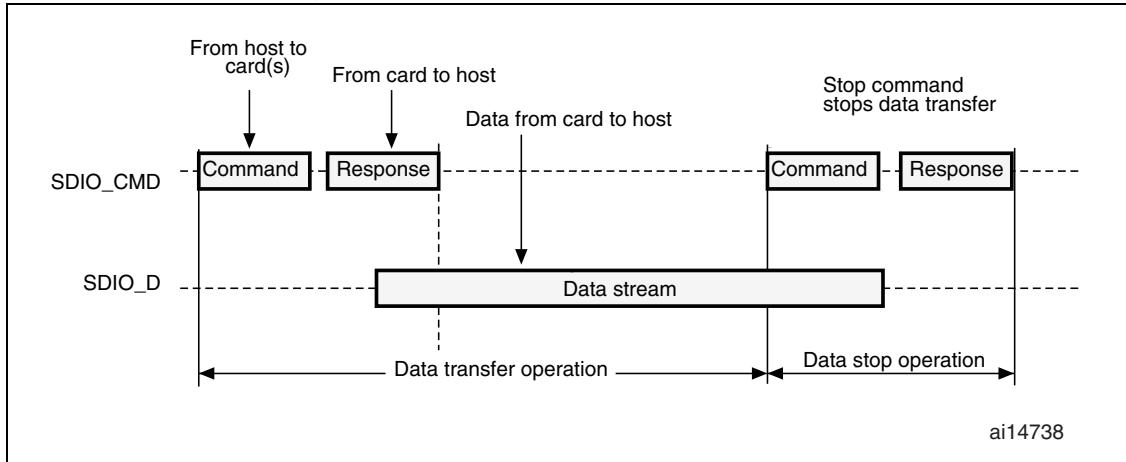 From host to
card(s)
From card to host
Data from card to host
Stop command
stops data transfer
SDIO_CMD
Command
Response
Command
Response
SDIO_D
Data stream
Data transfer operation
Data stop operation
ai14738